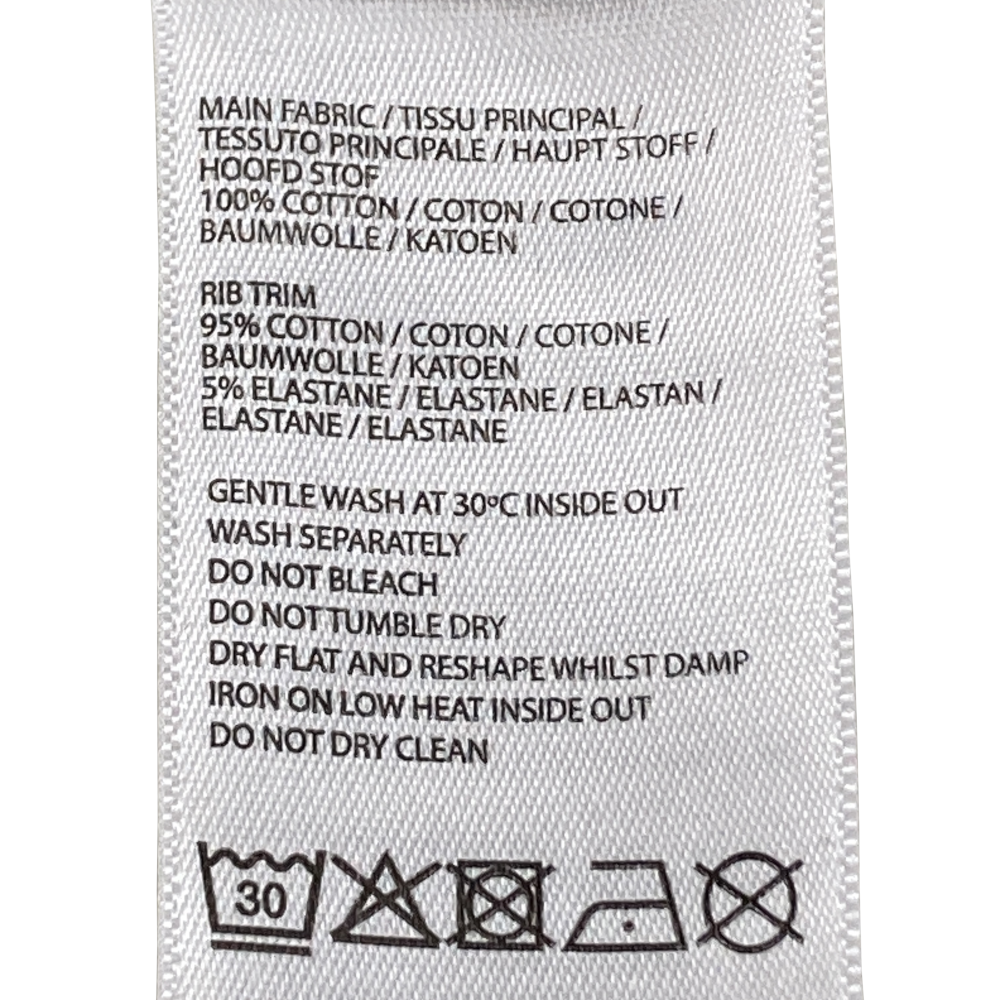 MAIN FABRIC / TISSU PRINCIPAL /
TESSUTO PRINCIPALE / HAUPT STOFF /
HOOFD STOF
100% COTTON / COTON / COTONE /
BAUMWOLLE / KATOEN
RIB TRIM
95% COTTON / COTON / COTONE /
BAUMWOLLE / KATOEN
5% ELASTANE / ELASTANE / ELASTAN /
ELASTANE / ELASTANE
GENTLE WASH AT 30ºC INSIDE OUT
WASH SEPARATELY
DO NOT BLEACH
DO NOT TUMBLE DRY
DRY FLAT AND RESHAPE WHILST DAMP
IRON ON LOW HEAT INSIDE OUT
DO NOT DRY CLEAN
30